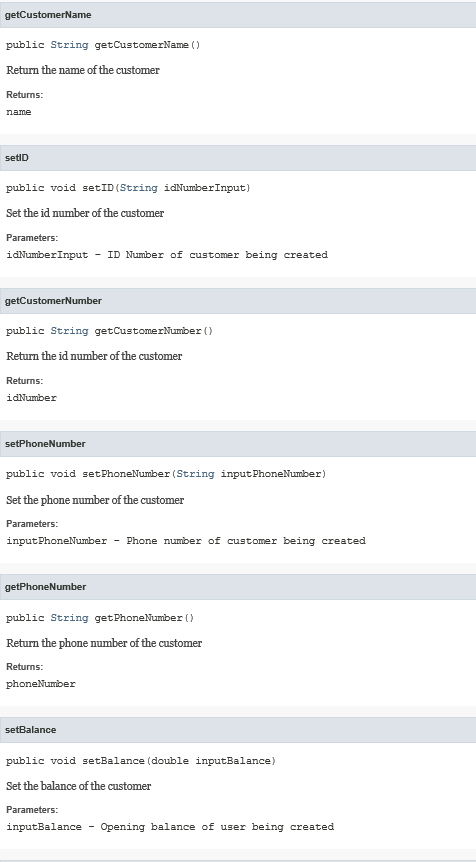 getCustomerName
public String getCustomerName()
Return the name of the customer
Returns:
name
setID
public void setID(String idNumberInput)
Set the id number of the customer
Parameters:
idNumberInput - ID Number of customer being created
getCustomerNumber
public String getCustomerNumber()
Return the id number of the customer
Returns:
idNumber
setPhoneNumber
public void setPhoneNumber(String inputPhoneNumber)
Set the phone number of the customer
Parameters:
inputPhoneNumber - Phone number of customer being created
getPhoneNumber
public String getPhoneNumber()
Return the phone number of the customer
Returns:
phoneNumber
setBalance
public void setBalance(double inputBalance)
Set the balance of the customer
Parameters:
inputBalance - Opening balance of user being created